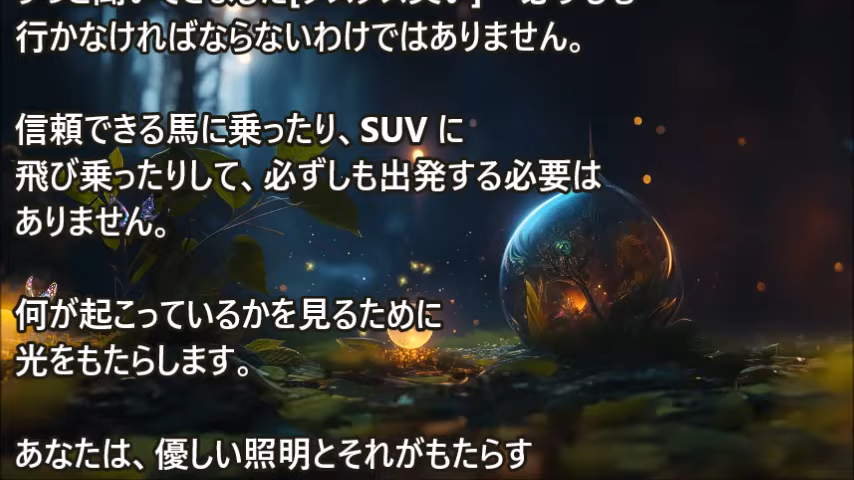 行かなければならないわけではありません。
信頼できる馬に乗ったり、SUV に
飛び乗ったりして、必ずしも出発する必要は
ありません。
何が起こっているかを見るために
光をもたらします。
あなたは、優しい照明とそれがもたらす